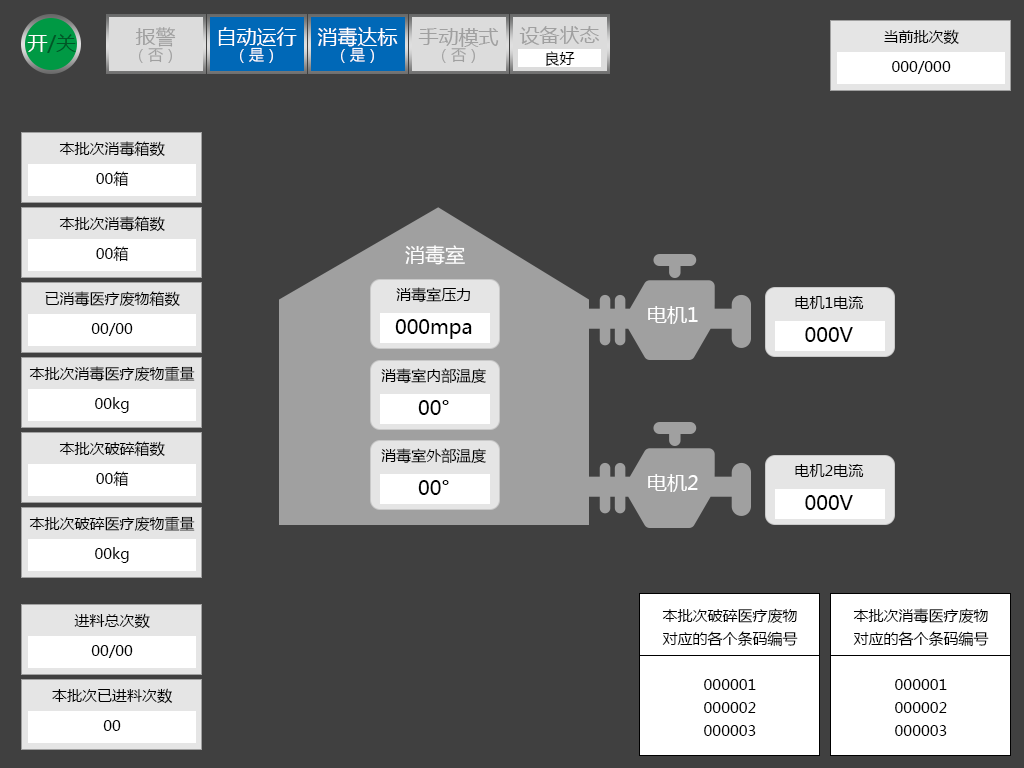 开/关
报警
（否）
自动运行
（是）
消毒达标
（是）
手动模式
（否）
设备状态
良好
当前批次数
000/000
本批次消毒箱数
00箱
本批次消毒箱数
00箱
已消毒医疗废物箱数
00/00
本批次消毒医疗废物重量
00kg
本批次破碎箱数
00箱
本批次破碎医疗废物重量
00kg
进料总次数
00/00
本批次已进料次数
00
消毒室
消毒室压力
000mpa
消毒室内部温度
00°
消毒室外部温度
00°
电机1
电机1电流
000V
电机2
电机2电流
000V
本批次破碎医疗废物
对应的各个条码编号
000001
000002
000003
本批次消毒医疗废物
对应的各个条码编号
000001
000002
000003